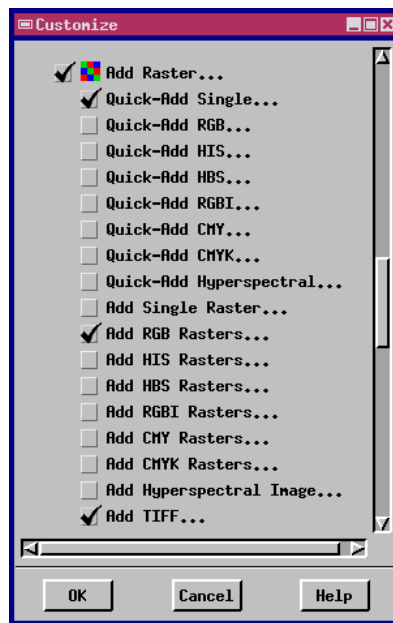 Customize
Add Raster...
Quick-Add Single...
Quick-Add RGB...
Quick-Add HIS...
Quick-Add HBS...
Quick-Add RGBI...
Quick-Add CMY...
Quick-Add CMYK...
Quick-Add Hyperspectral...
Add Single Raster...
Add RGB Rasters...
Add HIS Rasters...
Add HBS Rasters...
Add RGBI Rasters...
Add CMY Rasters...
Add CMYK Rasters...
Add Hyperspectral Image...
Add TIFF...
OK Cancel Help